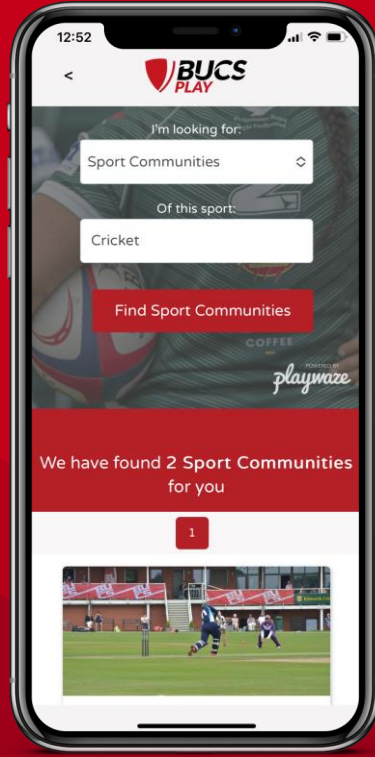 12:52
<
BUCS
PLAY
I'm looking for:
Sport Communities
Of this sport:
Cricket
Find Sport Communities
COFFEE
POWERED BY
playwaze
We have found 2 Sport Communities
for you
1